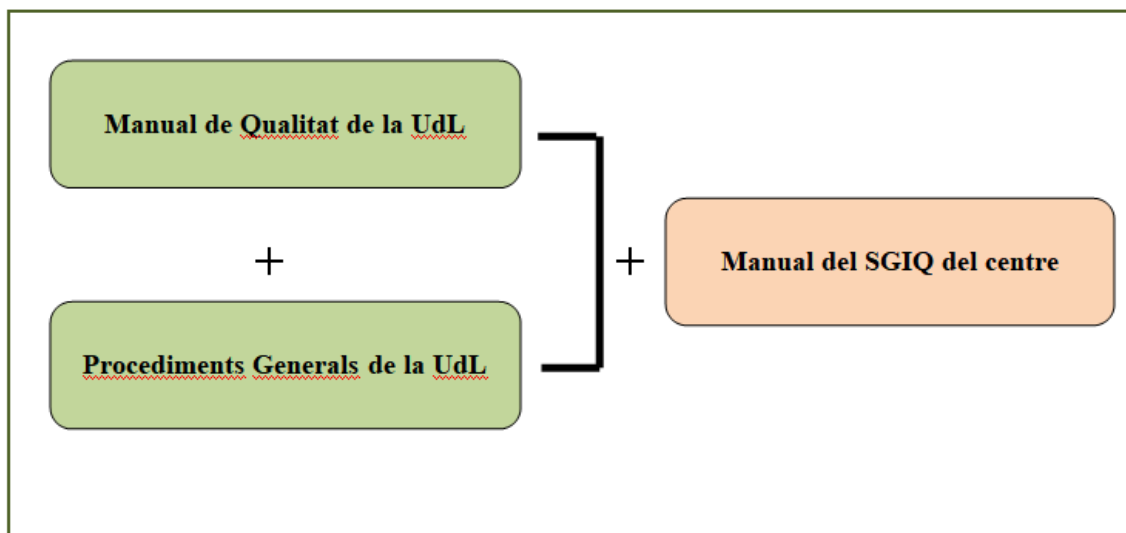 Manual de Qualitat de la UdL
+
+
Manual del SGIQ del centre
Procediments Generals de la UdL